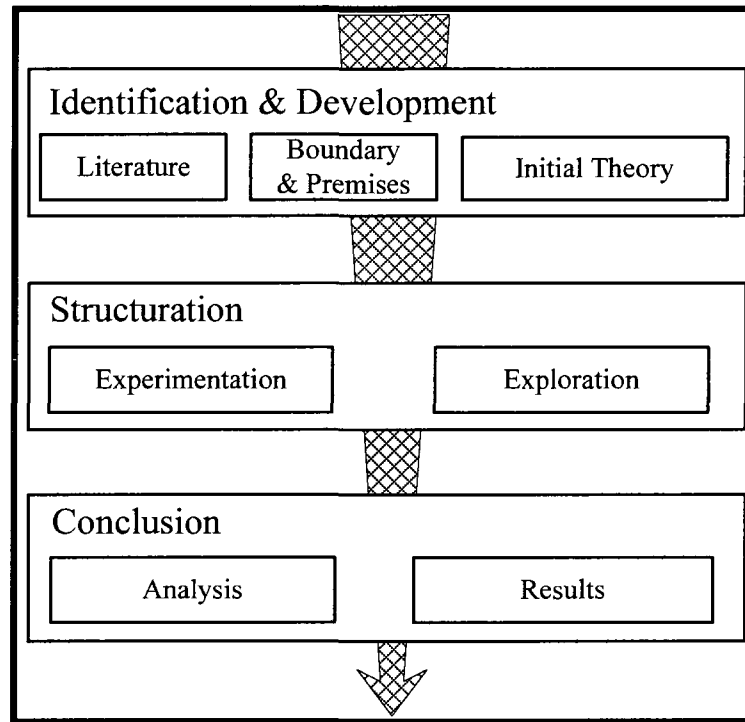 Identification & Development
Literature
Boundary
& Premises
Initial Theory
Structuration
Experimentation
Exploration
Conclusion
Analysis
Results